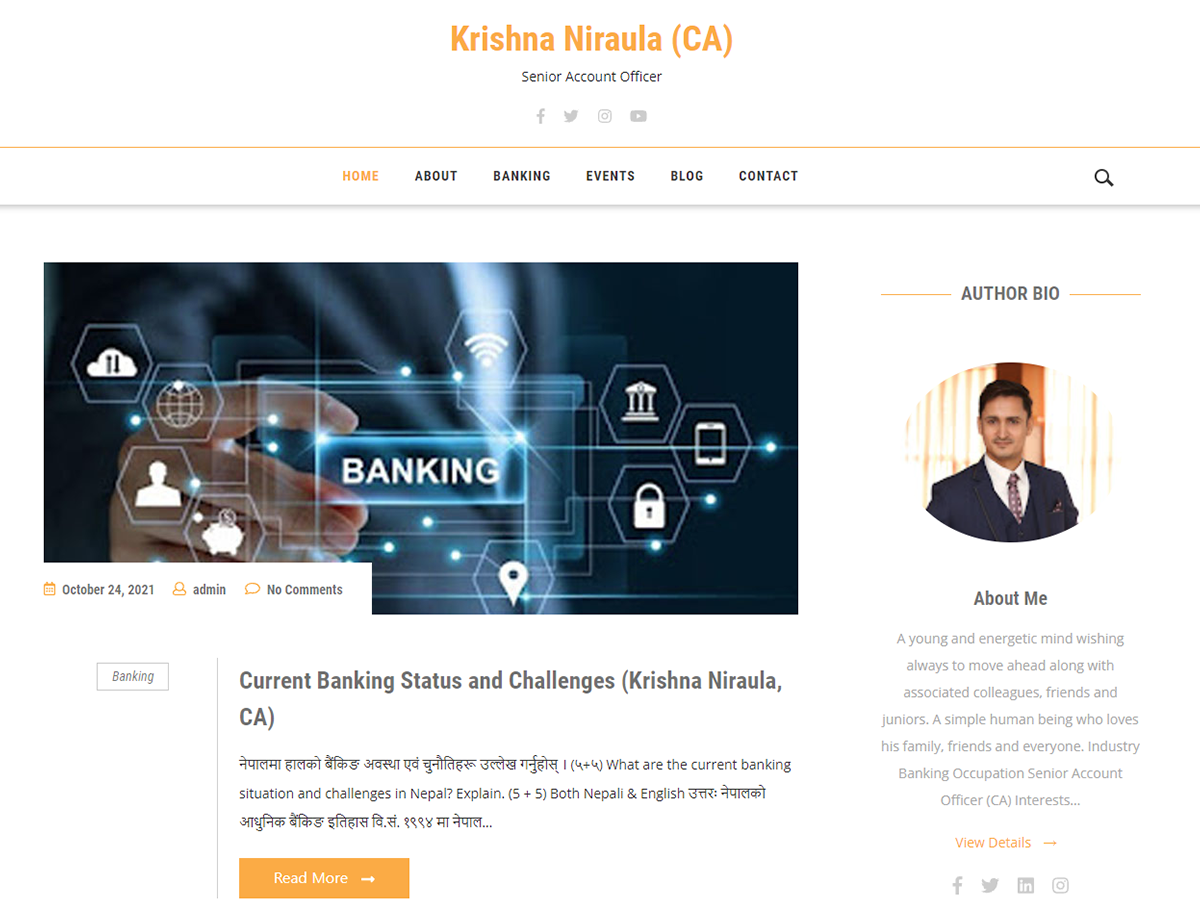 Krishna Niraula (CA)
Senior Account Officer
HOME ABOUT BANKING EVENTS BLOG CONTACT
BANKING
October 24, 2021 admin No Comments
Banking
Current Banking Status and Challenges (Krishna Niraula,
CA)
नेपालमा हालको बैंकिङ अवस्था एवं चुनौतिहरू उल्लेख गर्नुहोस् । (५+५) What are the current banking
situation and challenges in Nepal? Explain. (5 + 5) Both Nepali & English उत्तरः नेपालको
आधुनिक बैंकिङ इतिहास वि.सं. १९९४ मा नेपाल...
Read More →
AUTHOR BIO
About Me
A young and energetic mind wishing
always to move ahead along with
associated colleagues, friends and
juniors. A simple human being who loves
his family, friends and everyone. Industry
Banking Occupation Senior Account
Officer (CA) Interests...
View Details →